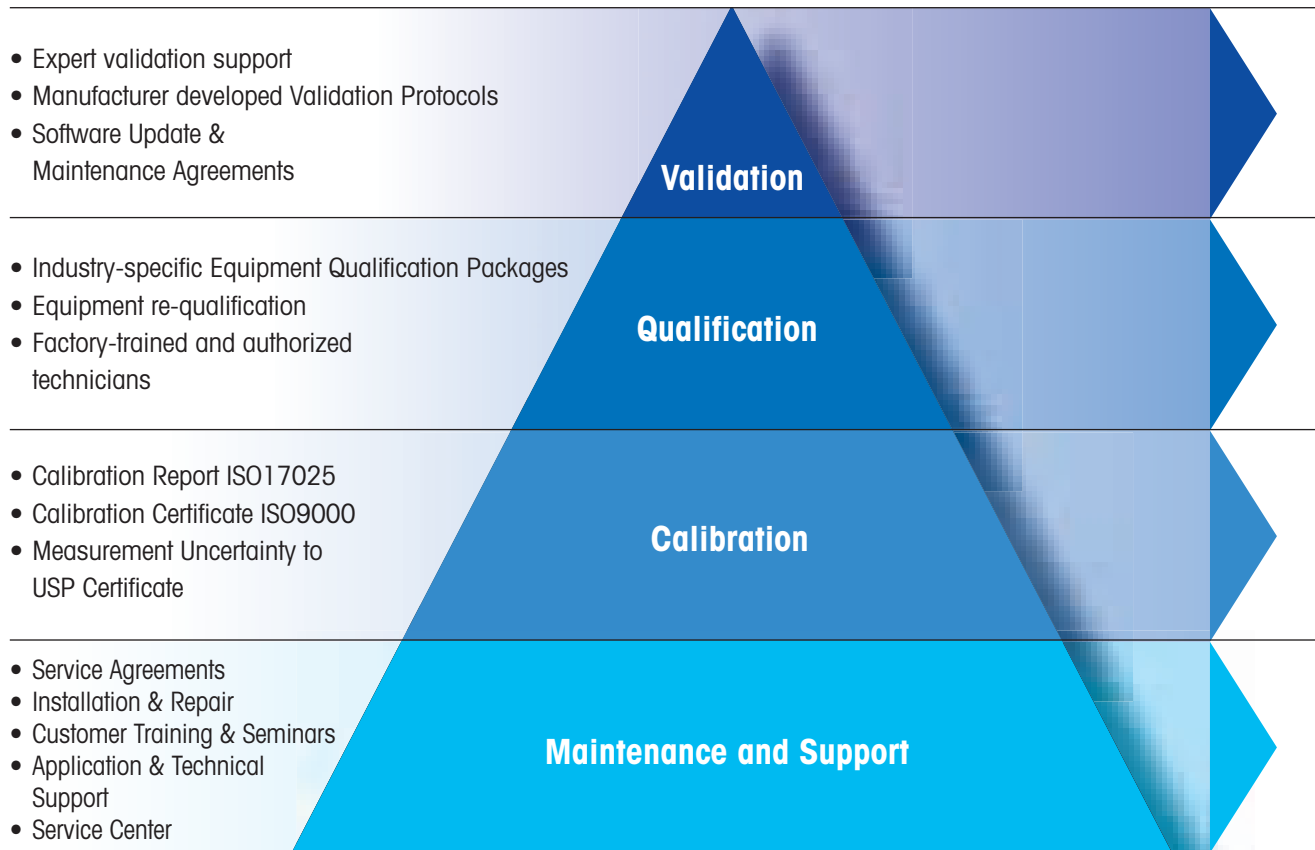 • Expert validation support
• Manufacturer developed Validation Protocols
• Software Update &
Maintenance Agreements
Validation
• Industry-specific Equipment Qualification Packages
• Equipment re-qualification
• Factory-trained and authorized
technicians
Qualification
• Calibration Report ISO17025
• Calibration Certificate ISO9000
• Measurement Uncertainty to
USP Certificate
Calibration
• Service Agreements
• Installation & Repair
• Customer Training & Seminars
• Application & Technical
Support
• Service Center
Maintenance and Support